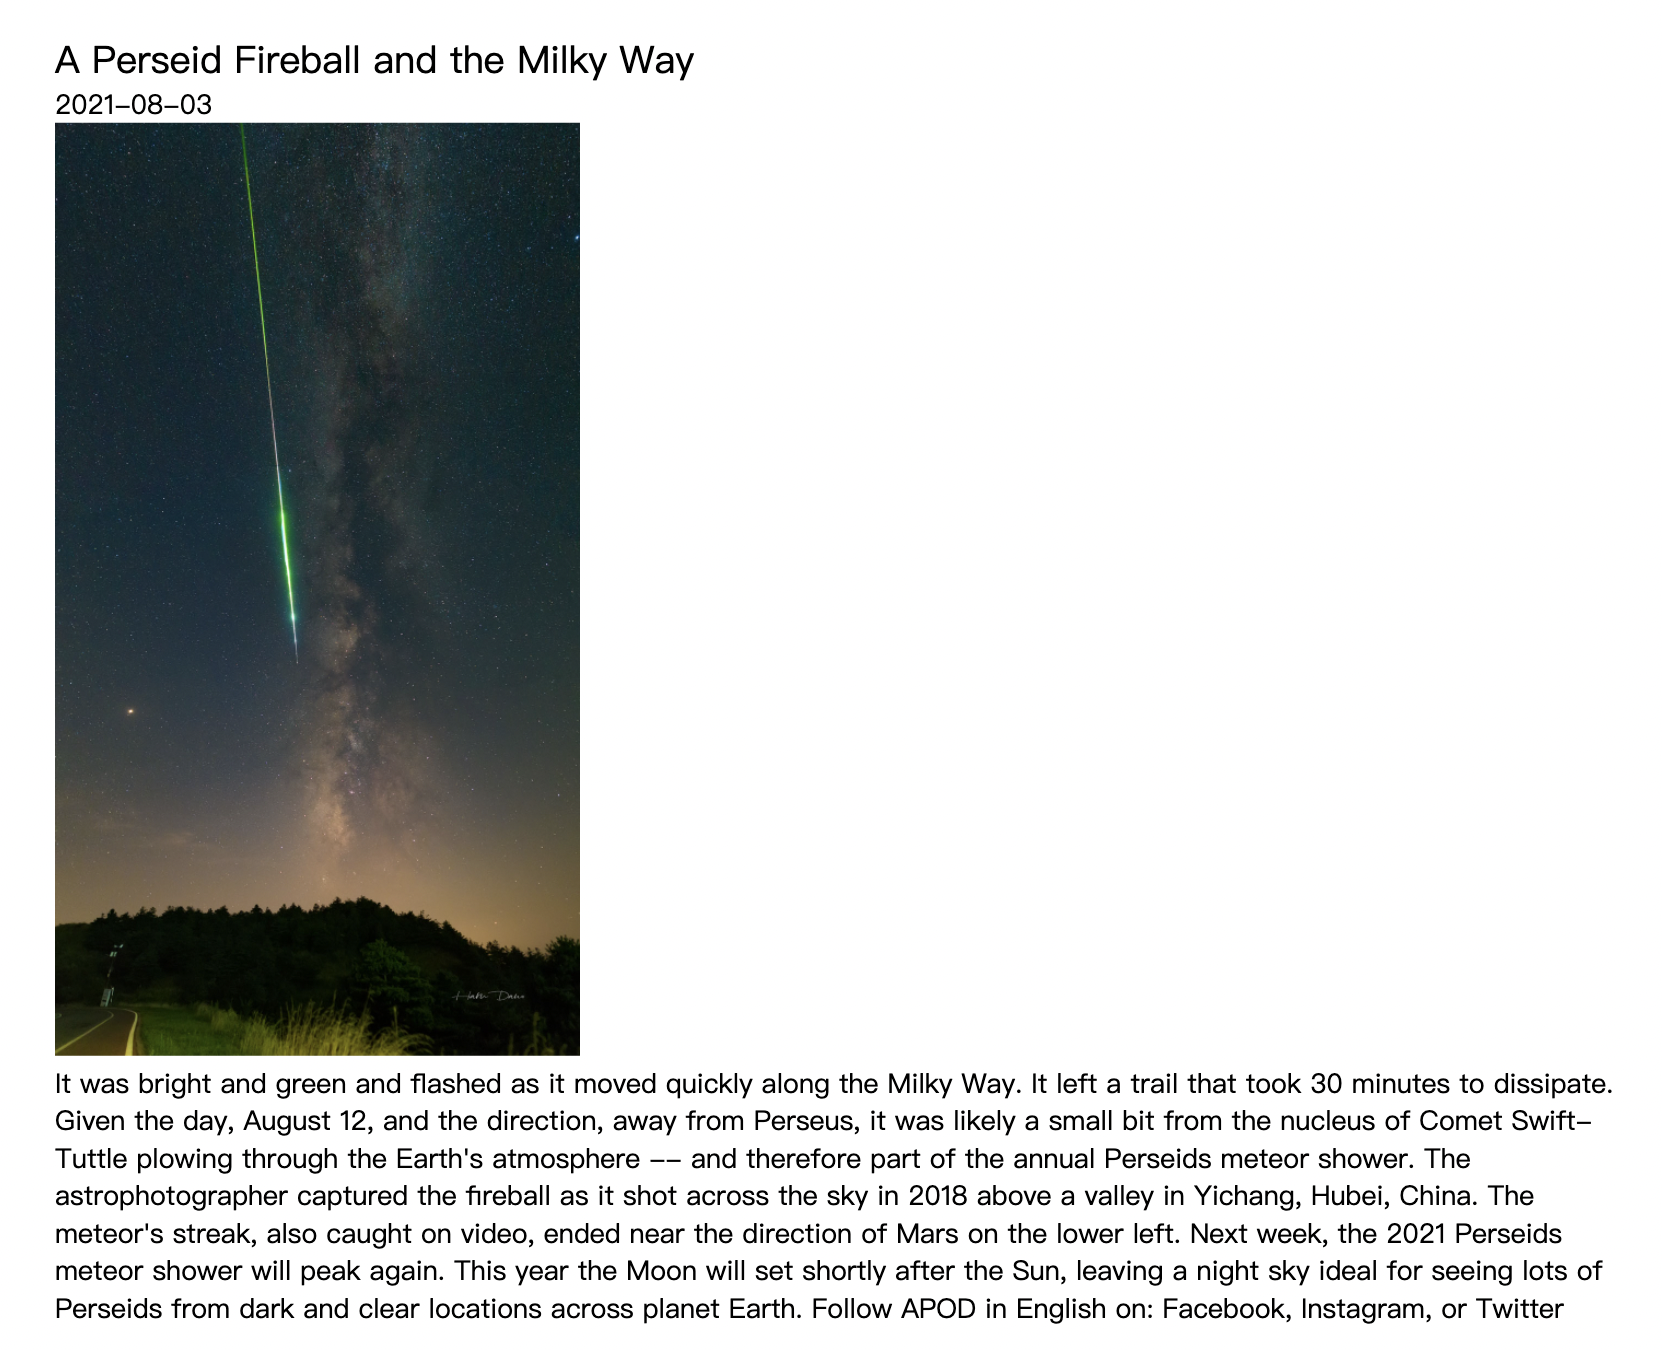 A Perseid Fireball and the Milky Way
2021-08-03
It was bright and green and flashed as it moved quickly along the Milky Way. It left a trail that took 30 minutes to dissipate.
Given the day, August 12, and the direction, away from Perseus, it was likely a small bit from the nucleus of Comet Swift-
Tuttle plowing through the Earth's atmosphere -- and therefore part of the annual Perseids meteor shower. The
astrophotographer captured the fireball as it shot across the sky in 2018 above a valley in Yichang, Hubei, China. The
meteor's streak, also caught on video, ended near the direction of Mars on the lower left. Next week, the 2021 Perseids
meteor shower will peak again. This year the Moon will set shortly after the Sun, leaving a night sky ideal for seeing lots of
Perseids from dark and clear locations across planet Earth. Follow APOD in English on: Facebook, Instagram, or Twitter